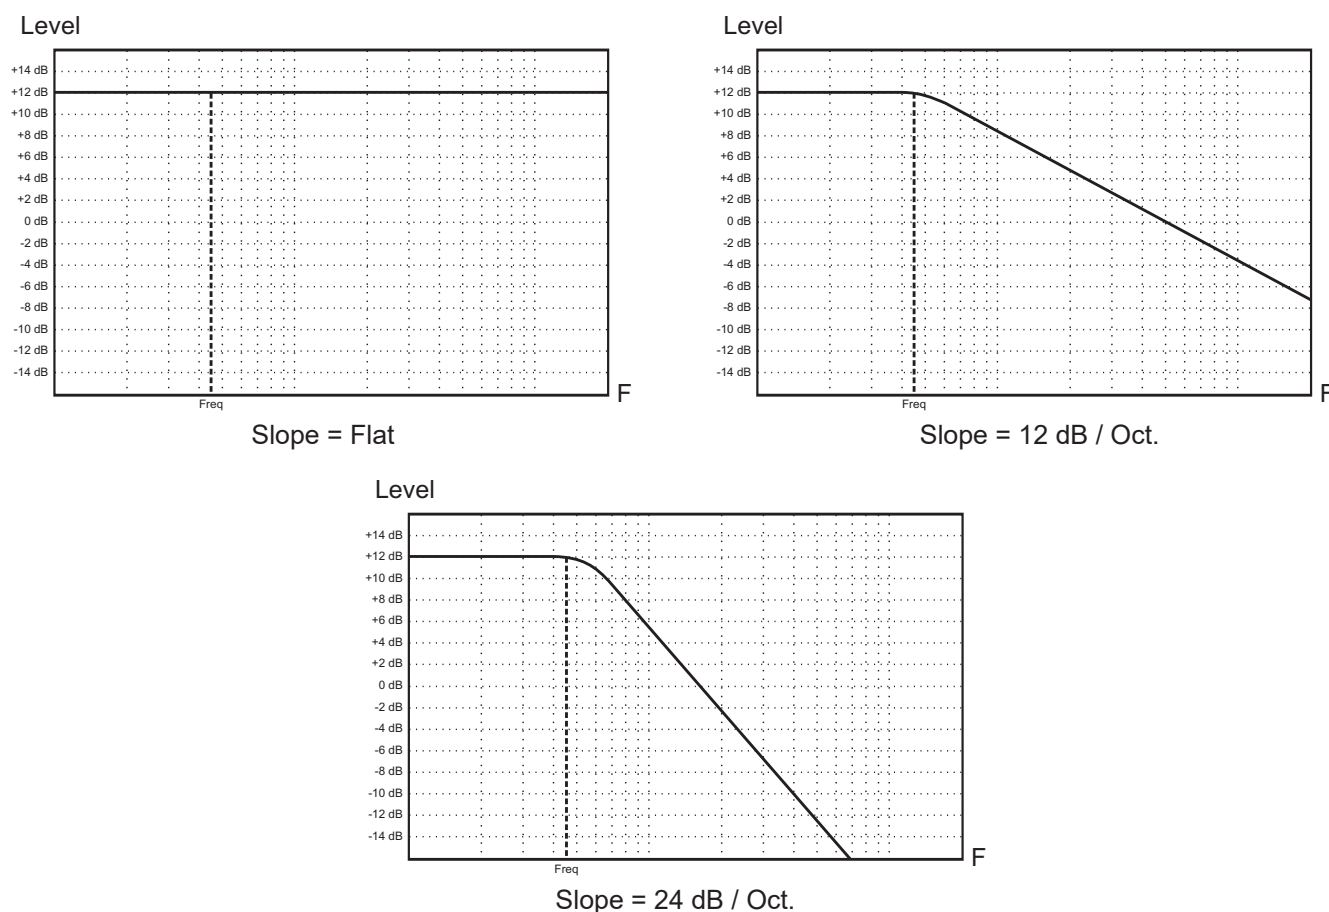 Level
+14 dB
+12 dB
+10 dB
+8 dB
+6 dB
+4 dB
+2 dB
0 dB
-2 dB
-4 dB
-6 dB
-8 dB
-10 dB
-12 dB
-14 dB
F
Freq
Slope = Flat
Level
+14 dB
+12 dB
+10 dB
+8 dB
+6 dB
+4 dB
+2 dB
0 dB
-2 dB
-4 dB
-6 dB
-8 dB
-10 dB
-12 dB
-14 dB
F
Freq
Slope = 12 dB / Oct.
Level
+14 dB
+12 dB
+10 dB
+8 dB
+6 dB
+4 dB
+2 dB
0 dB
-2 dB
-4 dB
-6 dB
-8 dB
-10 dB
-12 dB
-14 dB
F
Freq
Slope = 24 dB / Oct.